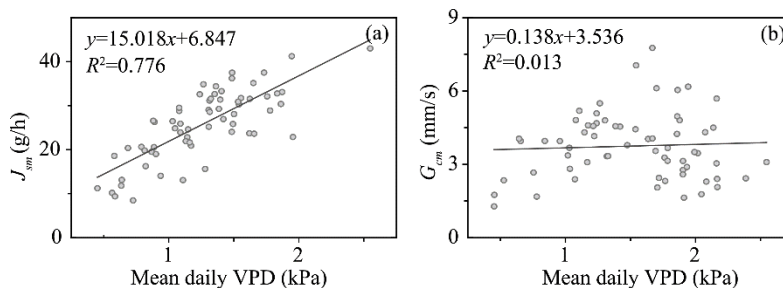 (a)
y=15.018x+6.847
R²=0.776
40
20
0
J_sm (g/h)
1
2
Mean daily VPD (kPa)
(b)
y=0.138x+3.536
R²=0.013
9
6
3
0
G_cm (mm/s)
1
2
Mean daily VPD (kPa)